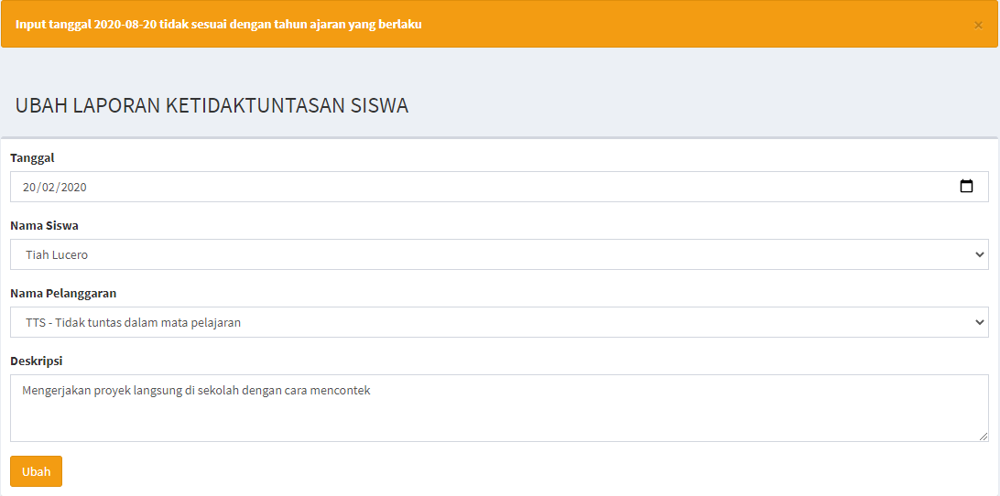 Input tanggal 2020-08-20 tidak sesuai dengan tahun ajaran yang berlaku ×
UBAH LAPORAN KETIDAKTUNTASAN SISWA
Tanggal
20/02/2020
Nama Siswa
Tiah Lucero
Nama Pelanggaran
TTS - Tidak tuntas dalam mata pelajaran
Deskripsi
Mengerjakan proyek langsung di sekolah dengan cara mencontek
Ubah